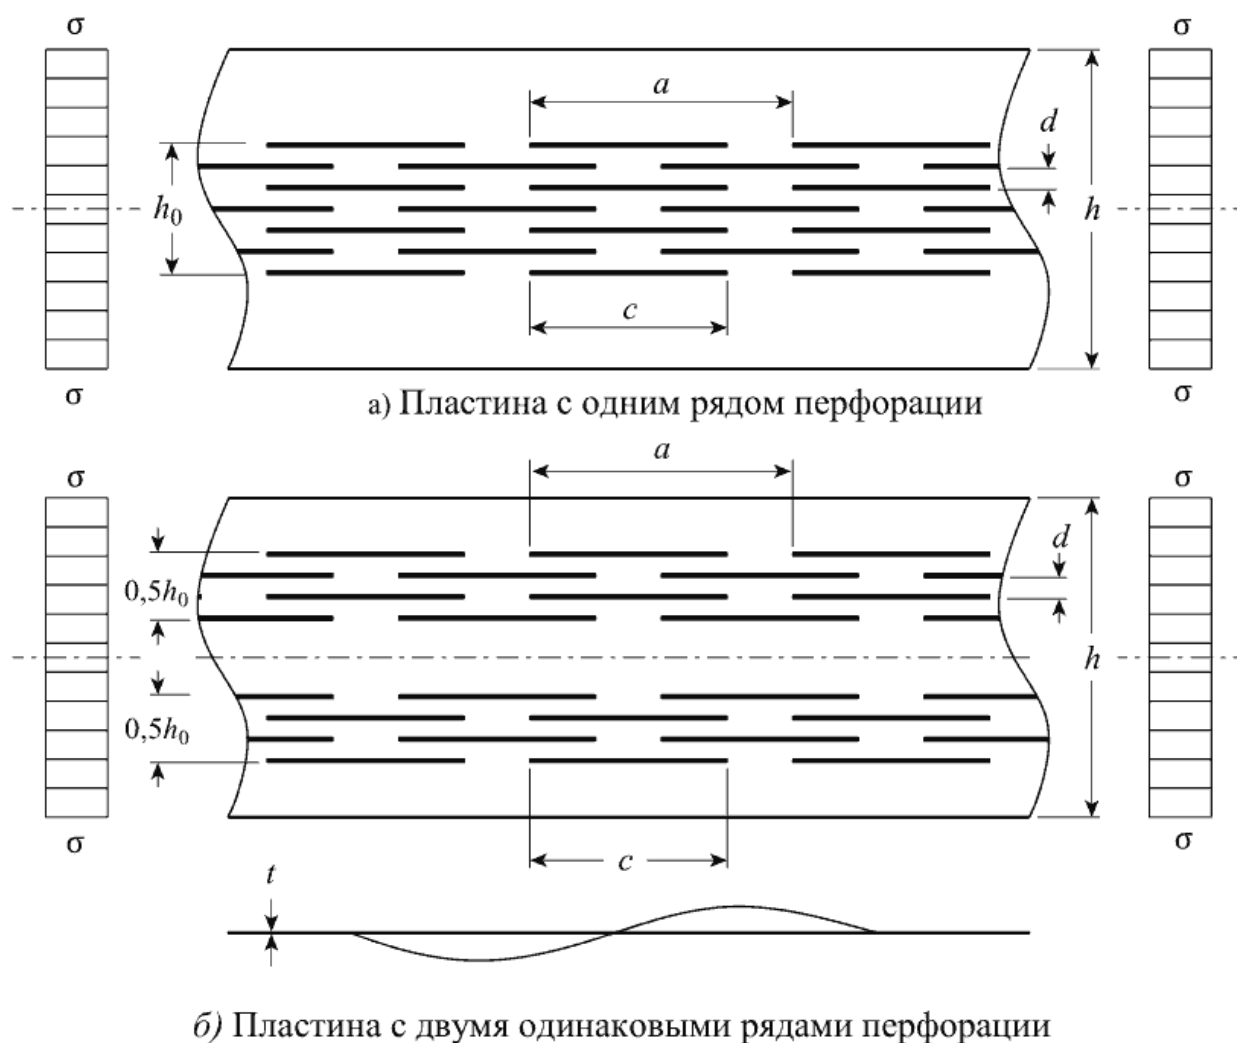 σ
σ
a
d
h₀
h
c
σ
σ
а) Пластина с одним рядом перфорации
σ
σ
a
d
0,5h₀
h
0,5h₀
c
σ
σ
t
б) Пластина с двумя одинаковыми рядами перфорации